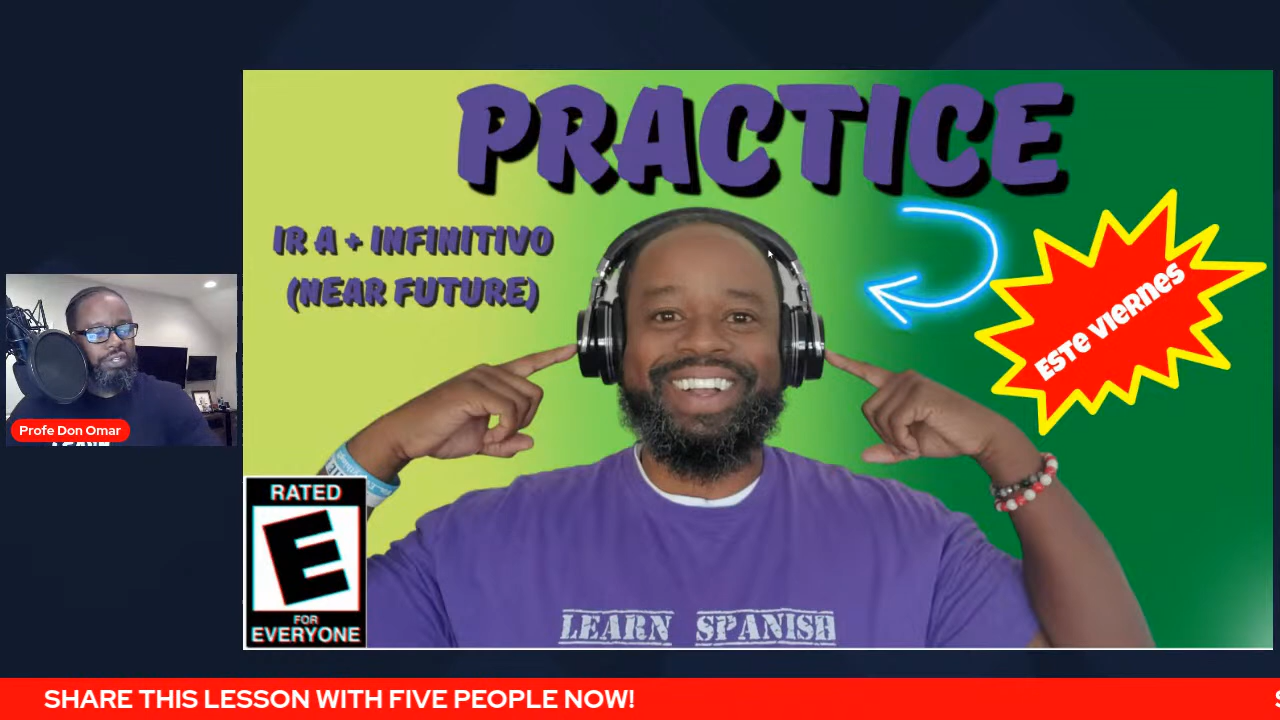 PRACTICE
IR A + INFINITIVO
(NEAR FUTURE)
ESTE VIERNES
Profe Don Omar
LEARN
RATED
E
FOR
EVERYONE
LEARN SPANISH
SHARE THIS LESSON WITH FIVE PEOPLE NOW!